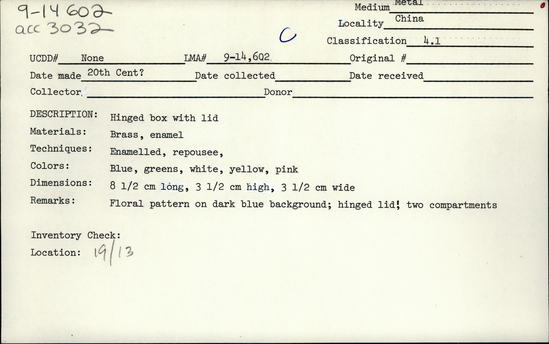 9-14602
acc 3032
Medium Metal
Locality China
C
Classification 4.1
UCDD# None LMA# 9-14,602 Original #
Date made 20th Cent? Date collected Date received
Collector Donor
DESCRIPTION: Hinged box with lid
Materials: Brass, enamel
Techniques: Enamelled, repousee,
Colors: Blue, greens, white, yellow, pink
Dimensions: 8 1/2 cm long, 3 1/2 cm high, 3 1/2 cm wide
Remarks: Floral pattern on dark blue background; hinged lid; two compartments
Inventory Check:
Location: 19/13